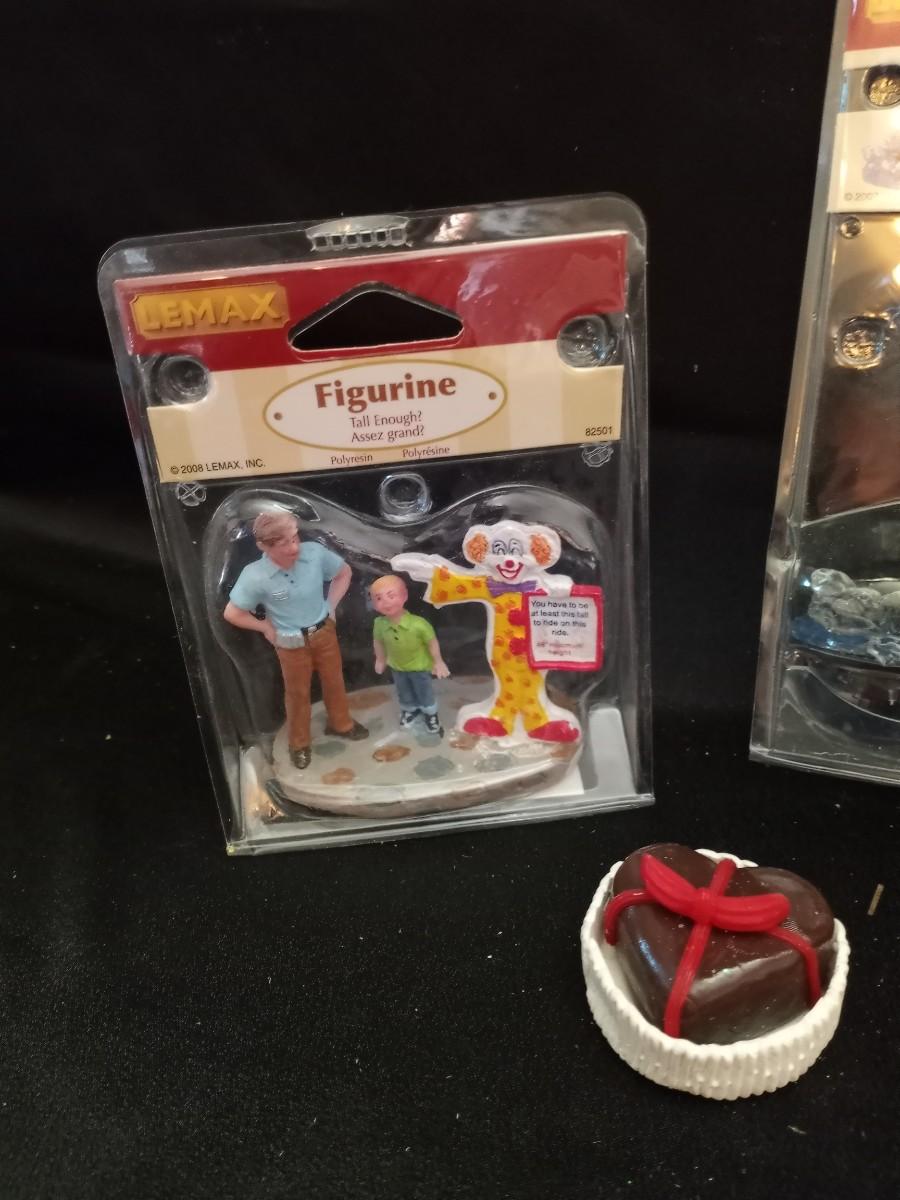 LEMAX
Figurine
Tall Enough?
Assez grand?
82501
© 2008 LEMAX, INC.
Polyresin
Polyrésine
You have to be
at least this tall
to ride on this
ride.
height